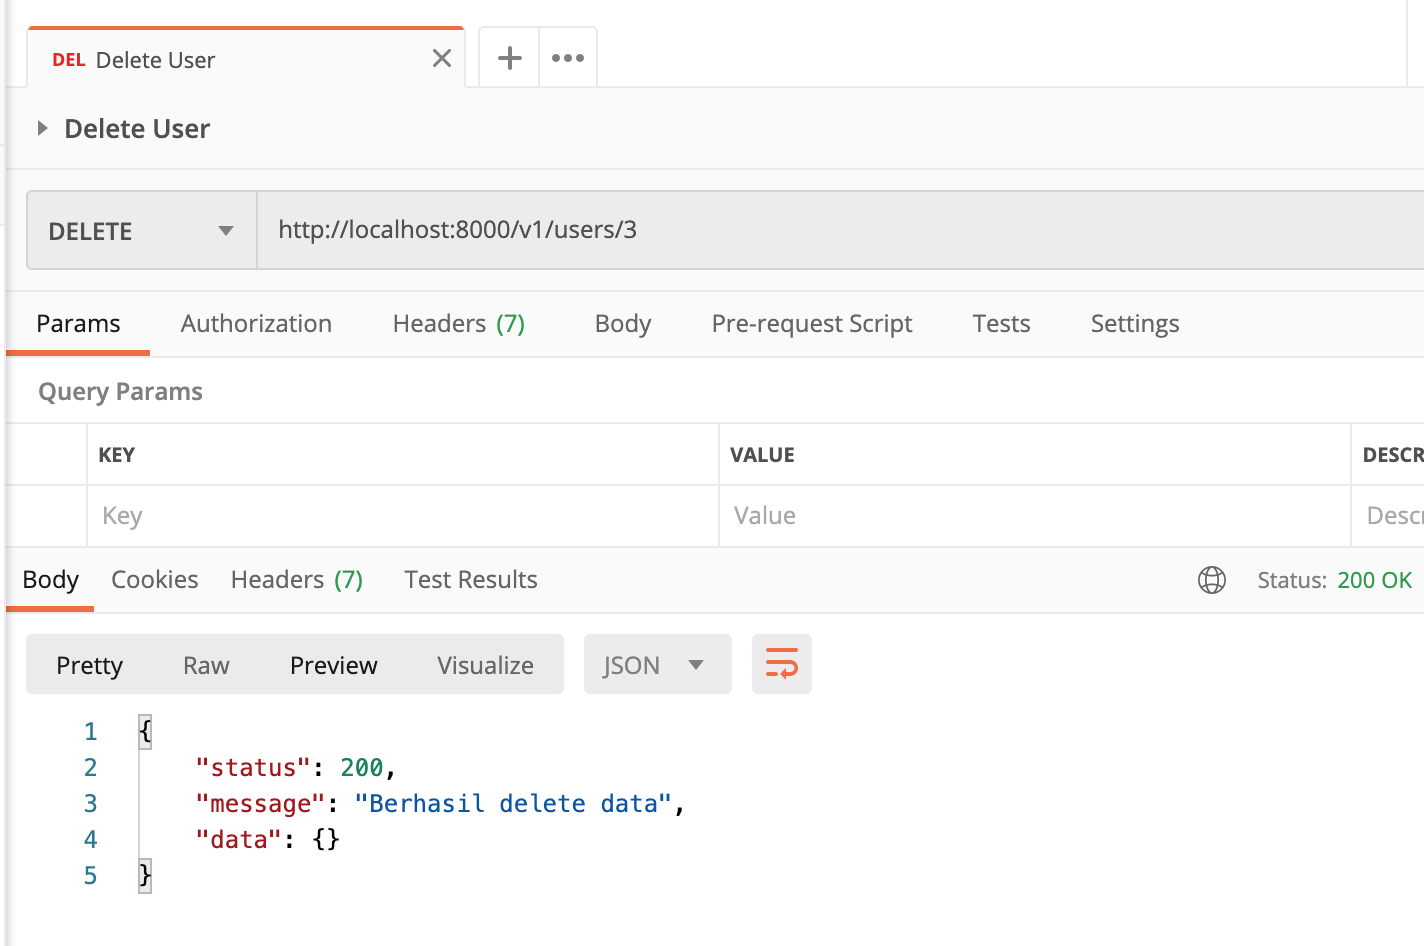 DEL Delete User
Delete User
DELETE http://localhost:8000/v1/users/3
Params Authorization Headers (7) Body Pre-request Script Tests Settings
Query Params
KEY VALUE DESCR
Key Value Descr
Body Cookies Headers (7) Test Results Status: 200 OK
Pretty Raw Preview Visualize JSON
1 {
2 "status": 200,
3 "message": "Berhasil delete data",
4 "data": {}
5 }